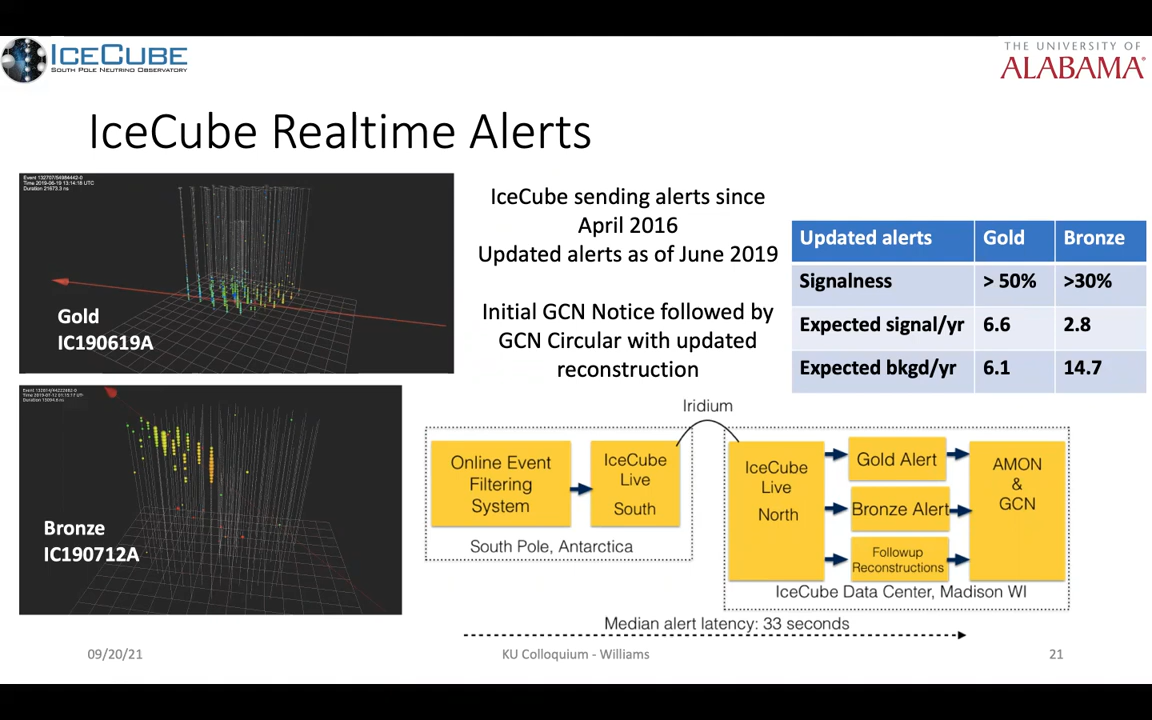 ICECUBE
SOUTH POLE NEUTRINO OBSERVATORY
THE UNIVERSITY OF
ALABAMA
IceCube Realtime Alerts
Gold
IC190619A
Bronze
IC190712A
IceCube sending alerts since
April 2016
Updated alerts as of June 2019
Initial GCN Notice followed by
GCN Circular with updated
reconstruction
Updated alerts Gold Bronze
Signalness > 50% >30%
Expected signal/yr 6.6 2.8
Expected bkgd/yr 6.1 14.7
Iridium
Online Event
Filtering
System
IceCube
Live
South
South Pole, Antarctica
IceCube
Live
North
Gold Alert
Bronze Alert
Followup
Reconstructions
AMON
&
GCN
IceCube Data Center, Madison WI
Median alert latency: 33 seconds
09/20/21
KU Colloquium - Williams
21